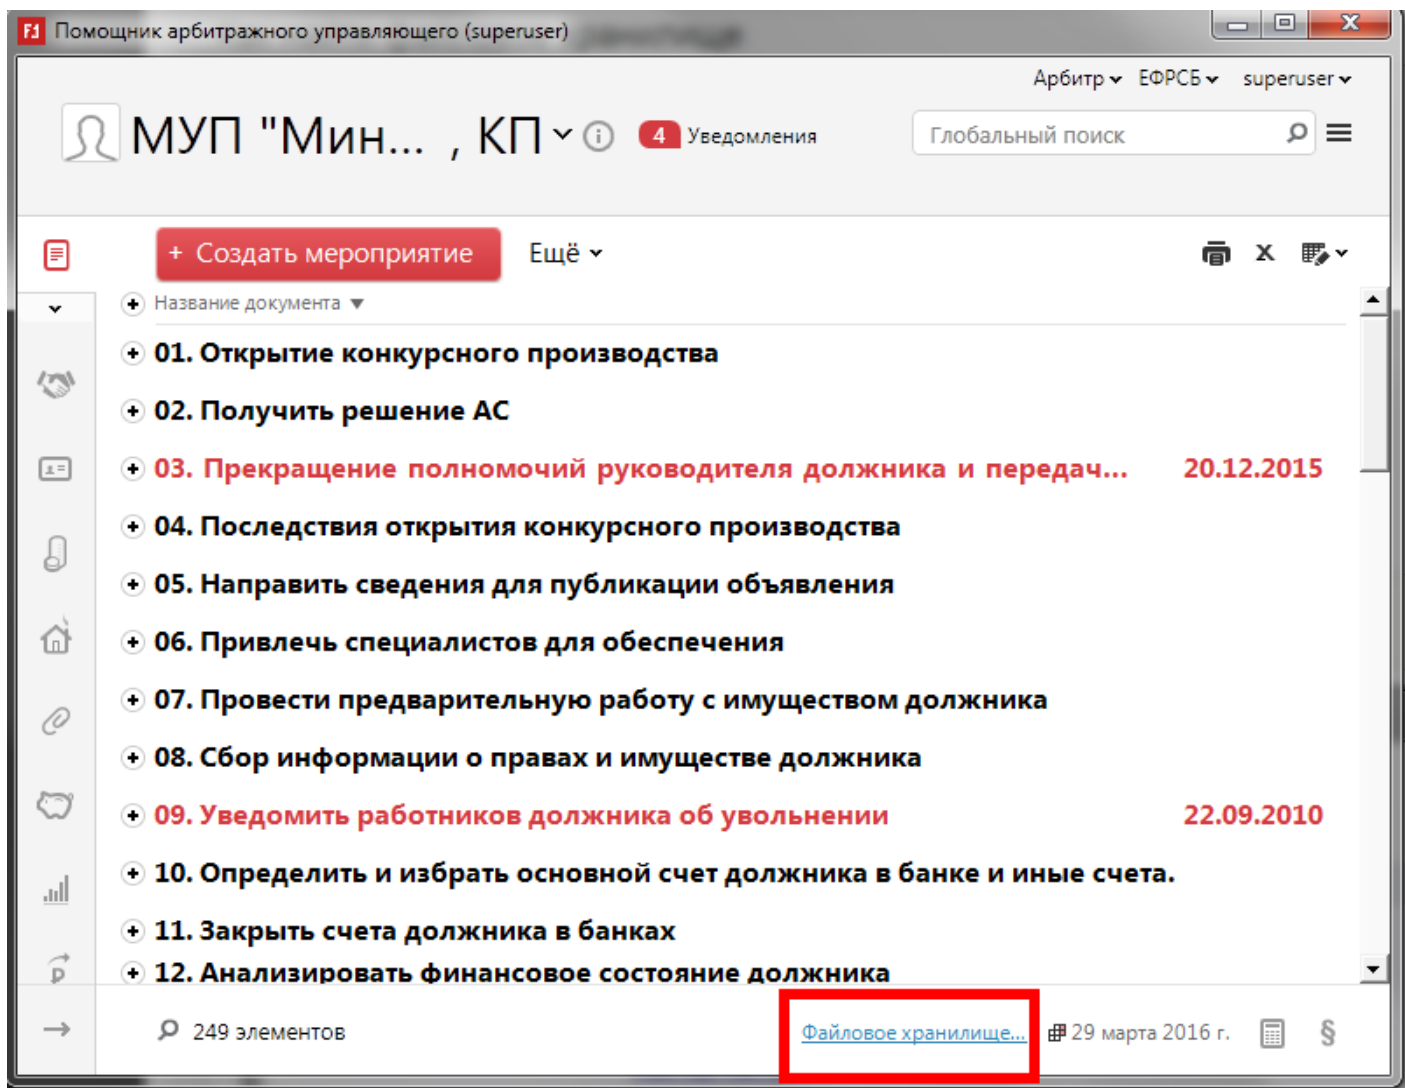 Помощник арбитражного управляющего (superuser)
Арбитр ЕФРСБ superuser
МУП "Мин... , КП 4 Уведомления Глобальный поиск
+ Создать мероприятие Ещё X
Название документа
01. Открытие конкурсного производства
02. Получить решение АС
03. Прекращение полномочий руководителя должника и передач... 20.12.2015
04. Последствия открытия конкурсного производства
05. Направить сведения для публикации объявления
06. Привлечь специалистов для обеспечения
07. Провести предварительную работу с имуществом должника
08. Сбор информации о правах и имуществе должника
09. Уведомить работников должника об увольнении 22.09.2010
10. Определить и избрать основной счет должника в банке и иные счета.
11. Закрыть счета должника в банках
12. Анализировать финансовое состояние должника
249 элементов Файловое хранилище... 29 марта 2016 г. §